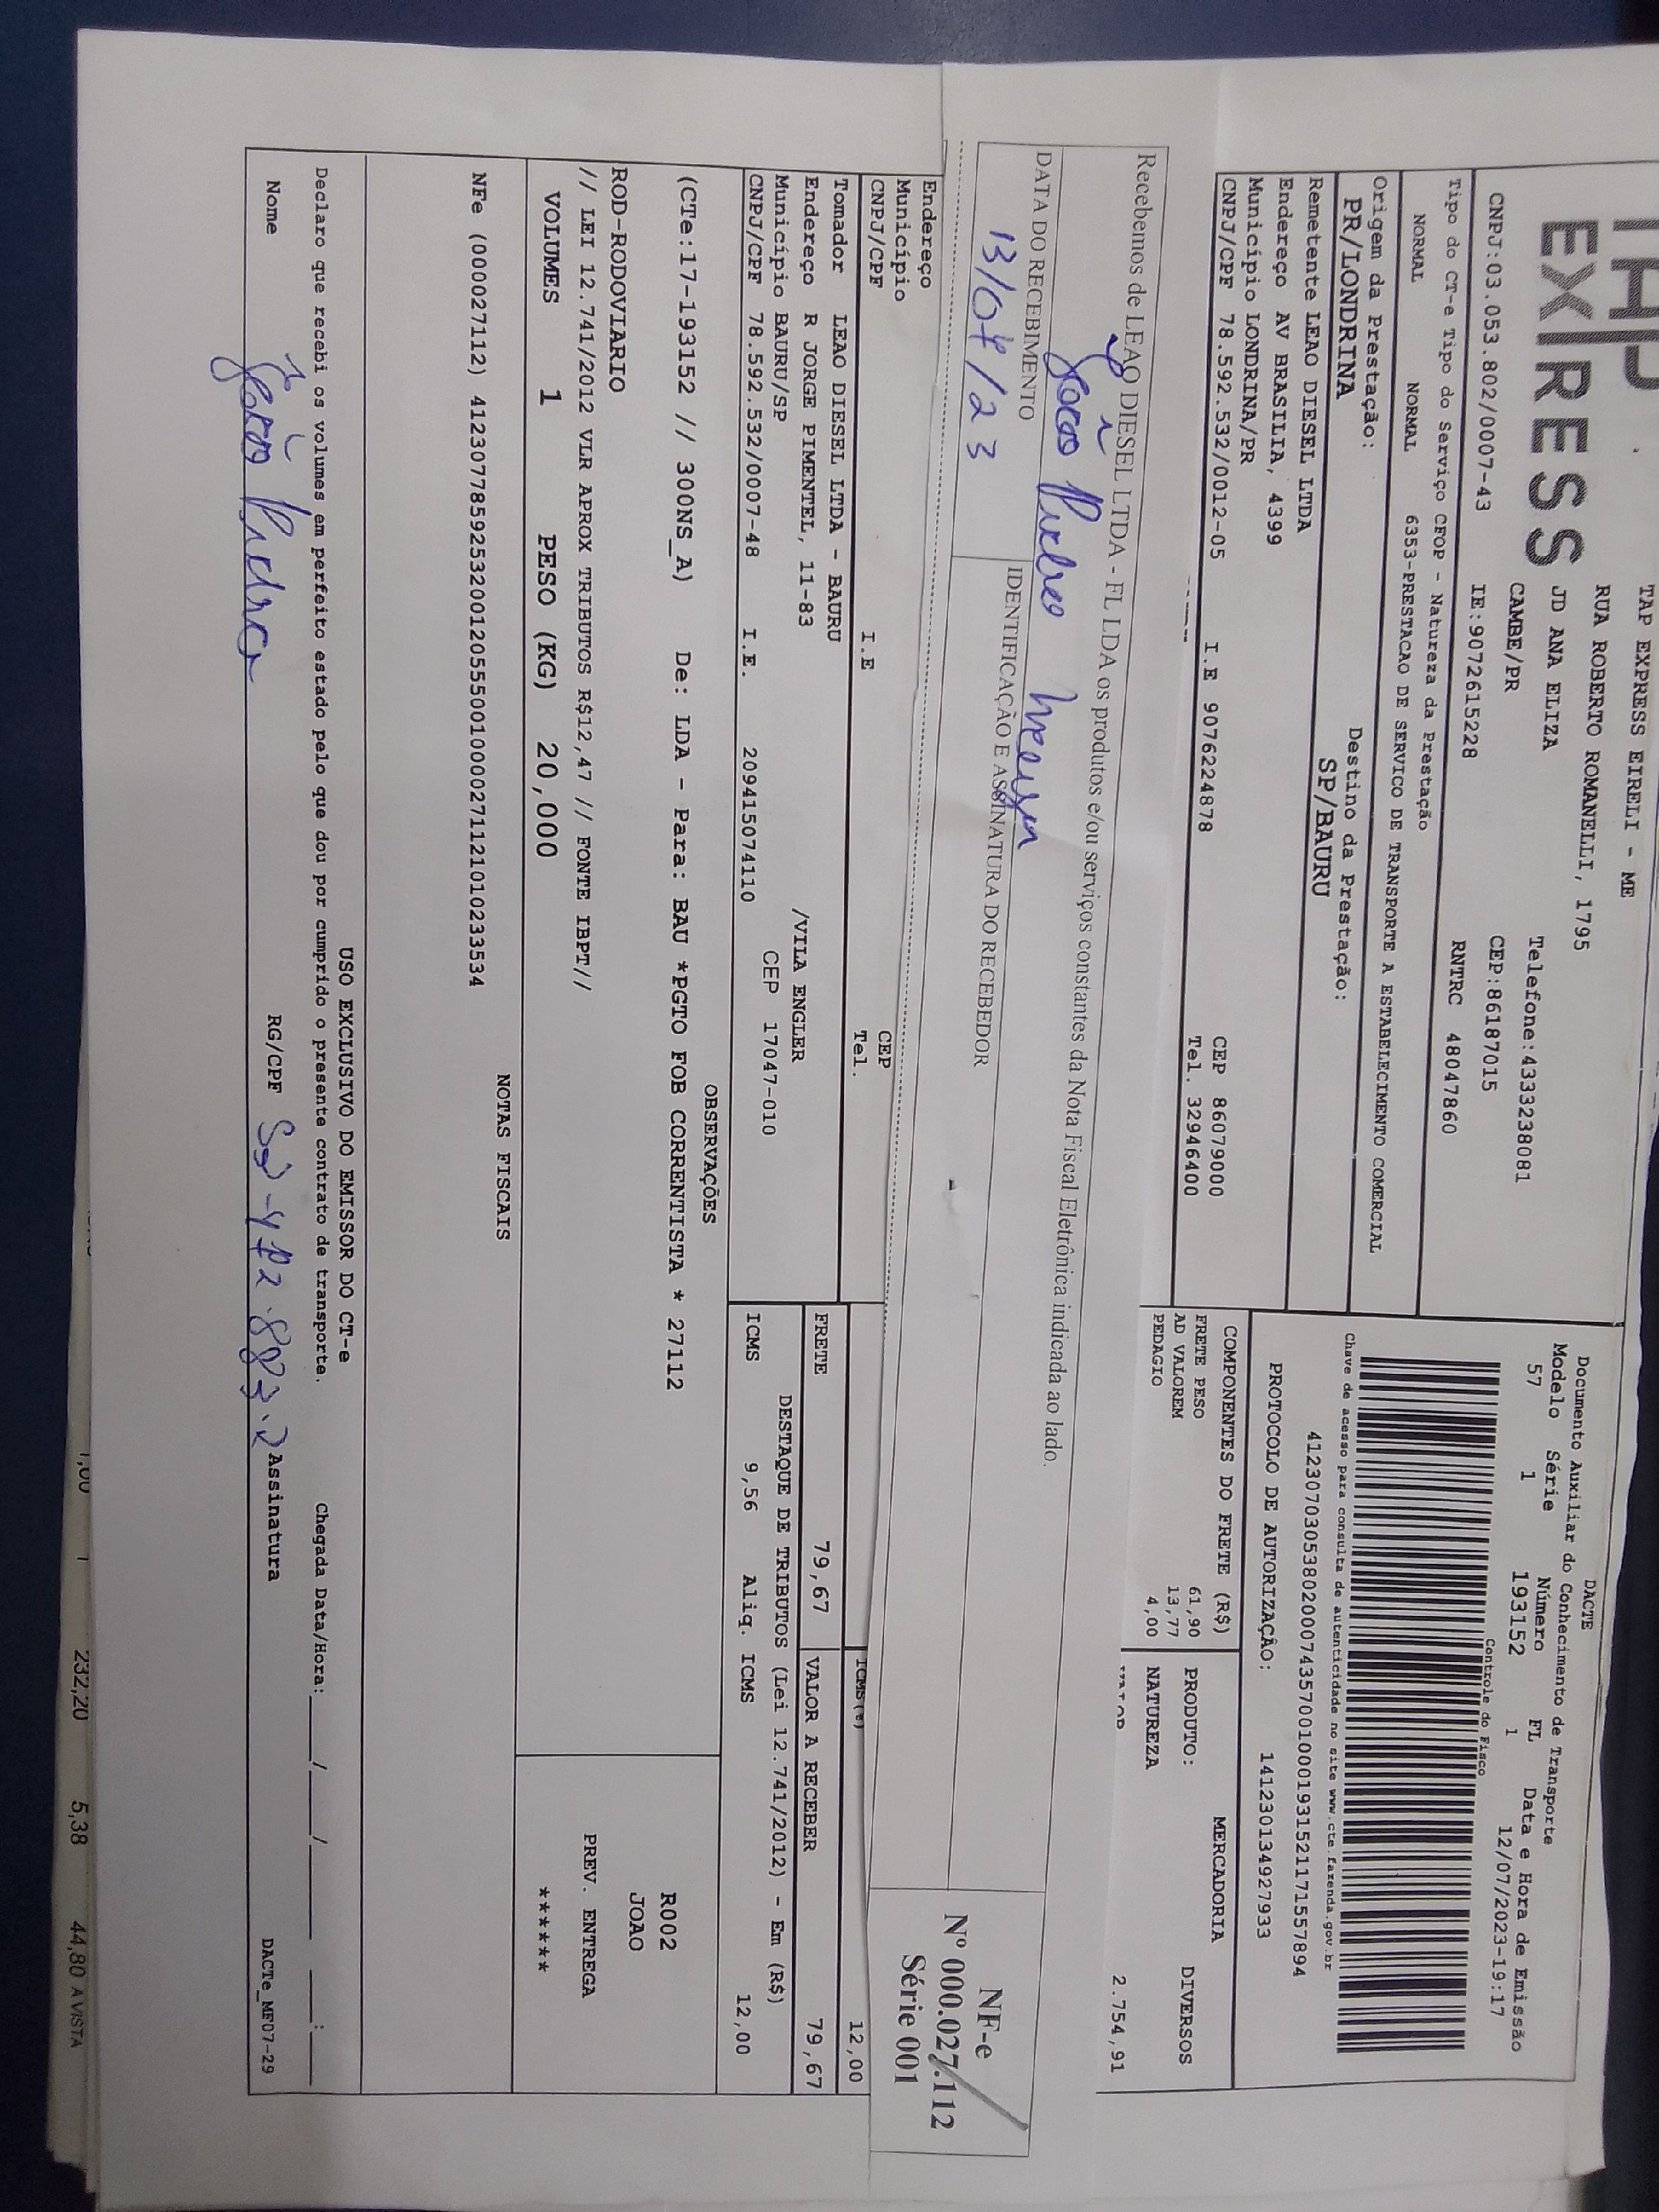 TAP EXPRESS EIRELI - ME
EXPRESS
RUA ROBERTO ROMANELLI, 1795
JD ANA ELIZA
Telefone:4333238081
CAMBE/PR
CEP:86187015
CNPJ:03.053.802/0007-43
IE:9072615228
RNTRC 48047860
Tipo do CT-e Tipo do Serviço CFOP - Natureza da Prestação
NORMAL NORMAL 6353-PRESTACAO DE SERVICO DE TRANSPORTE A ESTABELECIMENTO COMERCIAL
Origem da Prestação:
PR/LONDRINA
Destino da Prestação:
SP/BAURU
DACTE
Documento Auxiliar do Conhecimento de Transporte
Modelo Série Número FL Data e Hora de Emissão
57 1 193152 1 12/07/2023-19:17
Controle do Fisco
Chave de acesso para consulta de autenticidade no site www.cte.fazenda.gov.br
41230703053802000743570010001931521171557894
PROTOCOLO DE AUTORIZAÇÃO: 141230134927933
Remetente LEAO DIESEL LTDA
Endereço AV BRASILIA, 4399
Município LONDRINA/PR
CEP 86079000
CNPJ/CPF 78.592.532/0012-05 I.E 9076224878 Tel. 32946400
COMPONENTES DO FRETE (R$)
FRETE PESO 61,90
AD VALOREM 13,77
PEDAGIO 4,00
MERCADORIA
PRODUTO: DIVERSOS
NATUREZA
2.754,91
Recebemos de LEAO DIESEL LTDA - FL LDA os produtos e/ou serviços constantes da Nota Fiscal Eletrônica indicada ao lado.
DATA DO RECEBIMENTO
13/07/23
IDENTIFICAÇÃO E ASSINATURA DO RECEBEDOR
NF-e
Nº 000.027.112
Série 001
Endereço
Município CEP
CNPJ/CPF I.E Tel.
12,00
Tomador LEAO DIESEL LTDA - BAURU
Endereço R JORGE PIMENTEL, 11-83 /VILA ENGLER
Município BAURU/SP CEP 17047-010
CNPJ/CPF 78.592.532/0007-48 I.E. 209415074110
FRETE 79,67 VALOR A RECEBER 79,67
DESTAQUE DE TRIBUTOS (Lei 12.741/2012) - Em (R$)
ICMS 9,56 Aliq. ICMS 12,00
OBSERVAÇÕES
(CTe:17-193152 // 300NS_A) De: LDA - Para: BAU *PGTO FOB CORRENTISTA * 27112
R002
JOAO
ROD-RODOVIARIO
// LEI 12.741/2012 VLR APROX TRIBUTOS R$12,47 // FONTE IBPT//
VOLUMES 1 PESO (KG) 20,000
PREV. ENTREGA
******
NOTAS FISCAIS
NFe (000027112) 41230778592532001205550010000271121010233534
USO EXCLUSIVO DO EMISSOR DO CT-e
Declaro que recebi os volumes em perfeito estado pelo que dou por cumprido o presente contrato de transporte. Chegada Data/Hora:____/____/____ ____:____
Nome RG/CPF Assinatura
DACTe_MF07-29
1,00 1 232,20 5,38 44,80 A VISTA